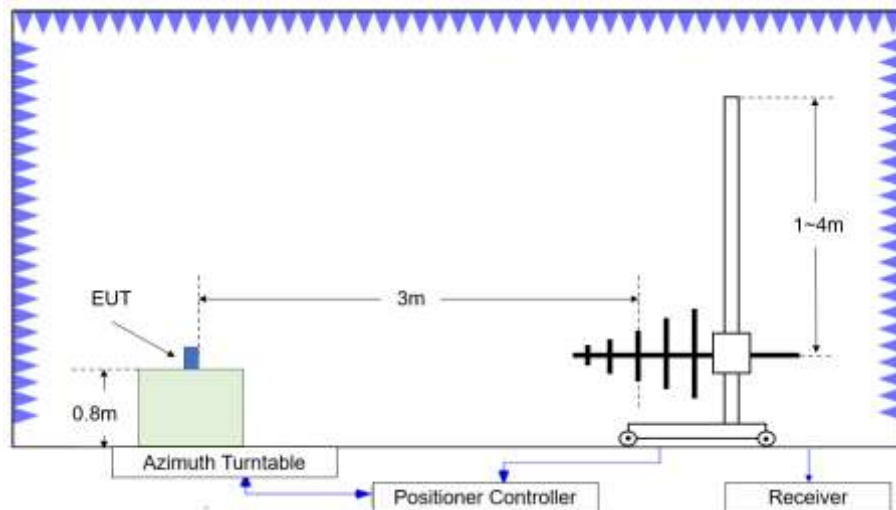 1~4m
3m
EUT
0.8m
Azimuth Turntable
Positioner Controller
Receiver